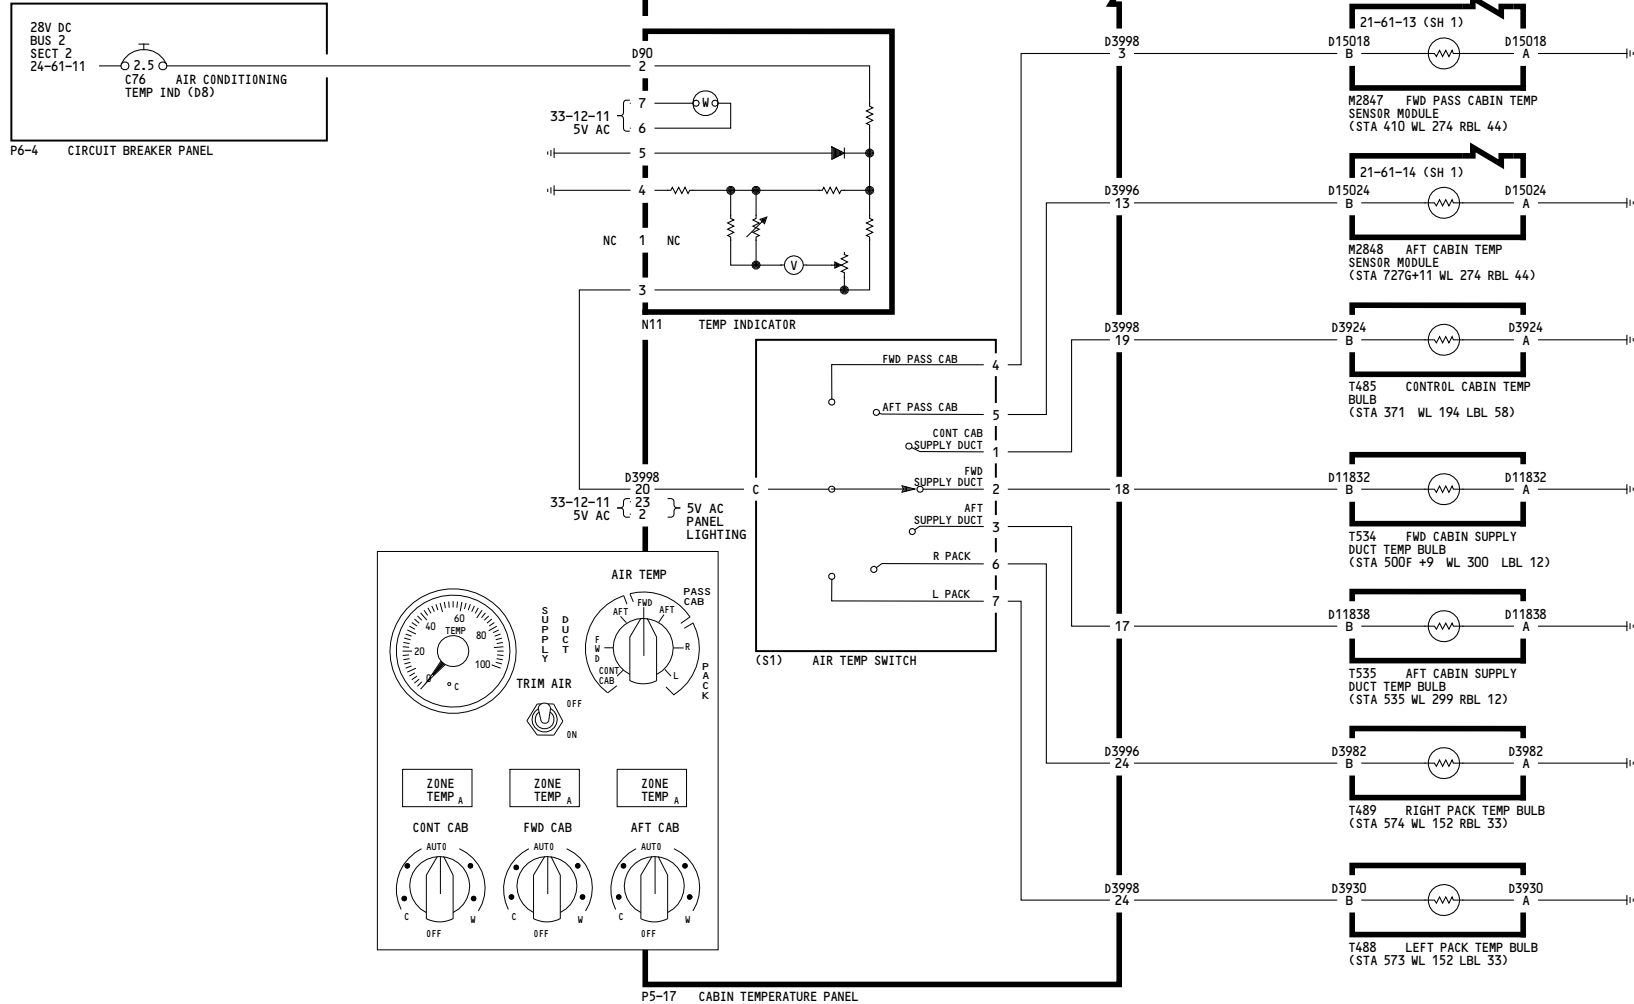 28V DC
BUS 2
SECT 2
24-61-11
2.5
C76 AIR CONDITIONING
TEMP IND (D8)
P6-4 CIRCUIT BREAKER PANEL
D90
2
33-12-11
5V AC
7
6
W
5
4
NC 1 NC
V
3
N11 TEMP INDICATOR
D3998
20
33-12-11
5V AC
23
2
5V AC
PANEL
LIGHTING
C
FWD PASS CAB
4
AFT PASS CAB
5
CONT CAB
SUPPLY DUCT
1
FWD
SUPPLY DUCT
2
AFT
SUPPLY DUCT
3
R PACK
6
L PACK
7
(S1) AIR TEMP SWITCH
D3998
3
D3996
13
D3998
19
18
17
D3996
24
D3998
24
21-61-13 (SH 1)
D15018
B
D15018
A
M2847 FWD PASS CABIN TEMP
SENSOR MODULE
(STA 410 WL 274 RBL 44)
21-61-14 (SH 1)
D15024
B
D15024
A
M2848 AFT CABIN TEMP
SENSOR MODULE
(STA 727G+11 WL 274 RBL 44)
D3924
B
D3924
A
T485 CONTROL CABIN TEMP
BULB
(STA 371 WL 194 LBL 58)
D11832
B
D11832
A
T534 FWD CABIN SUPPLY
DUCT TEMP BULB
(STA 500F +9 WL 300 LBL 12)
D11838
B
D11838
A
T535 AFT CABIN SUPPLY
DUCT TEMP BULB
(STA 535 WL 299 RBL 12)
D3982
B
D3982
A
T489 RIGHT PACK TEMP BULB
(STA 574 WL 152 RBL 33)
D3930
B
D3930
A
T488 LEFT PACK TEMP BULB
(STA 573 WL 152 LBL 33)
0
20
40
60
80
100
TEMP
°C
SUPPLY
DUCT
AIR TEMP
PASS
CAB
AFT
FWD
AFT
FWD
R
CONT
CAB
L
PACK
TRIM AIR
OFF
ON
ZONE
TEMP A
ZONE
TEMP A
ZONE
TEMP A
CONT CAB
FWD CAB
AFT CAB
AUTO
AUTO
AUTO
C W
C W
C W
OFF
OFF
OFF
P5-17 CABIN TEMPERATURE PANEL